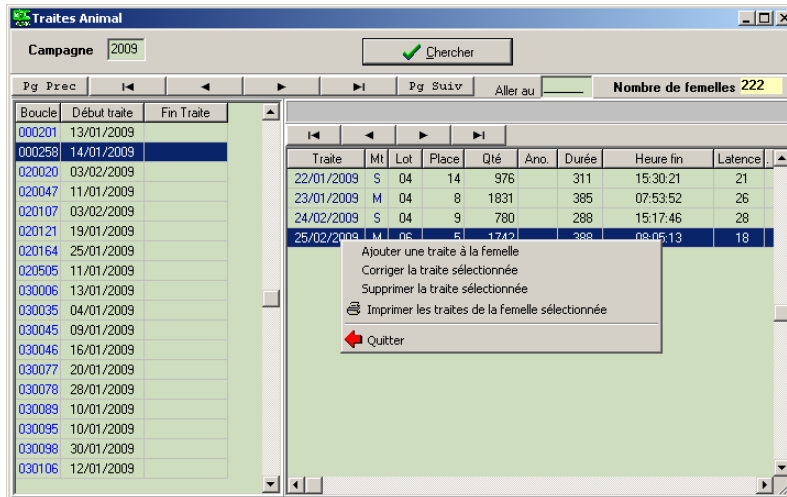 Traites Animal
Campagne 2009 Chercher
Pg Prec Pg Suiv Aller au Nombre de femelles 222
Boucle Début traite Fin Traite
000201 13/01/2009
000258 14/01/2009
020020 03/02/2009
020047 11/01/2009
020107 03/02/2009
020121 19/01/2009
020164 25/01/2009
020505 11/01/2009
030006 13/01/2009
030035 04/01/2009
030045 09/01/2009
030046 16/01/2009
030077 20/01/2009
030078 28/01/2009
030089 10/01/2009
030095 10/01/2009
030098 30/01/2009
030106 12/01/2009
Traite Mt Lot Place Qté Ano. Durée Heure fin Latence .
22/01/2009 S 04 14 976 311 15:30:21 21
23/01/2009 M 04 8 1831 385 07:53:52 26
24/02/2009 S 04 9 780 288 15:17:46 28
25/02/2009 M 06 5 1742 388 08:05:13 18
Ajouter une traite à la femelle
Corriger la traite sélectionnée
Supprimer la traite sélectionnée
Imprimer les traites de la femelle sélectionnée
Quitter